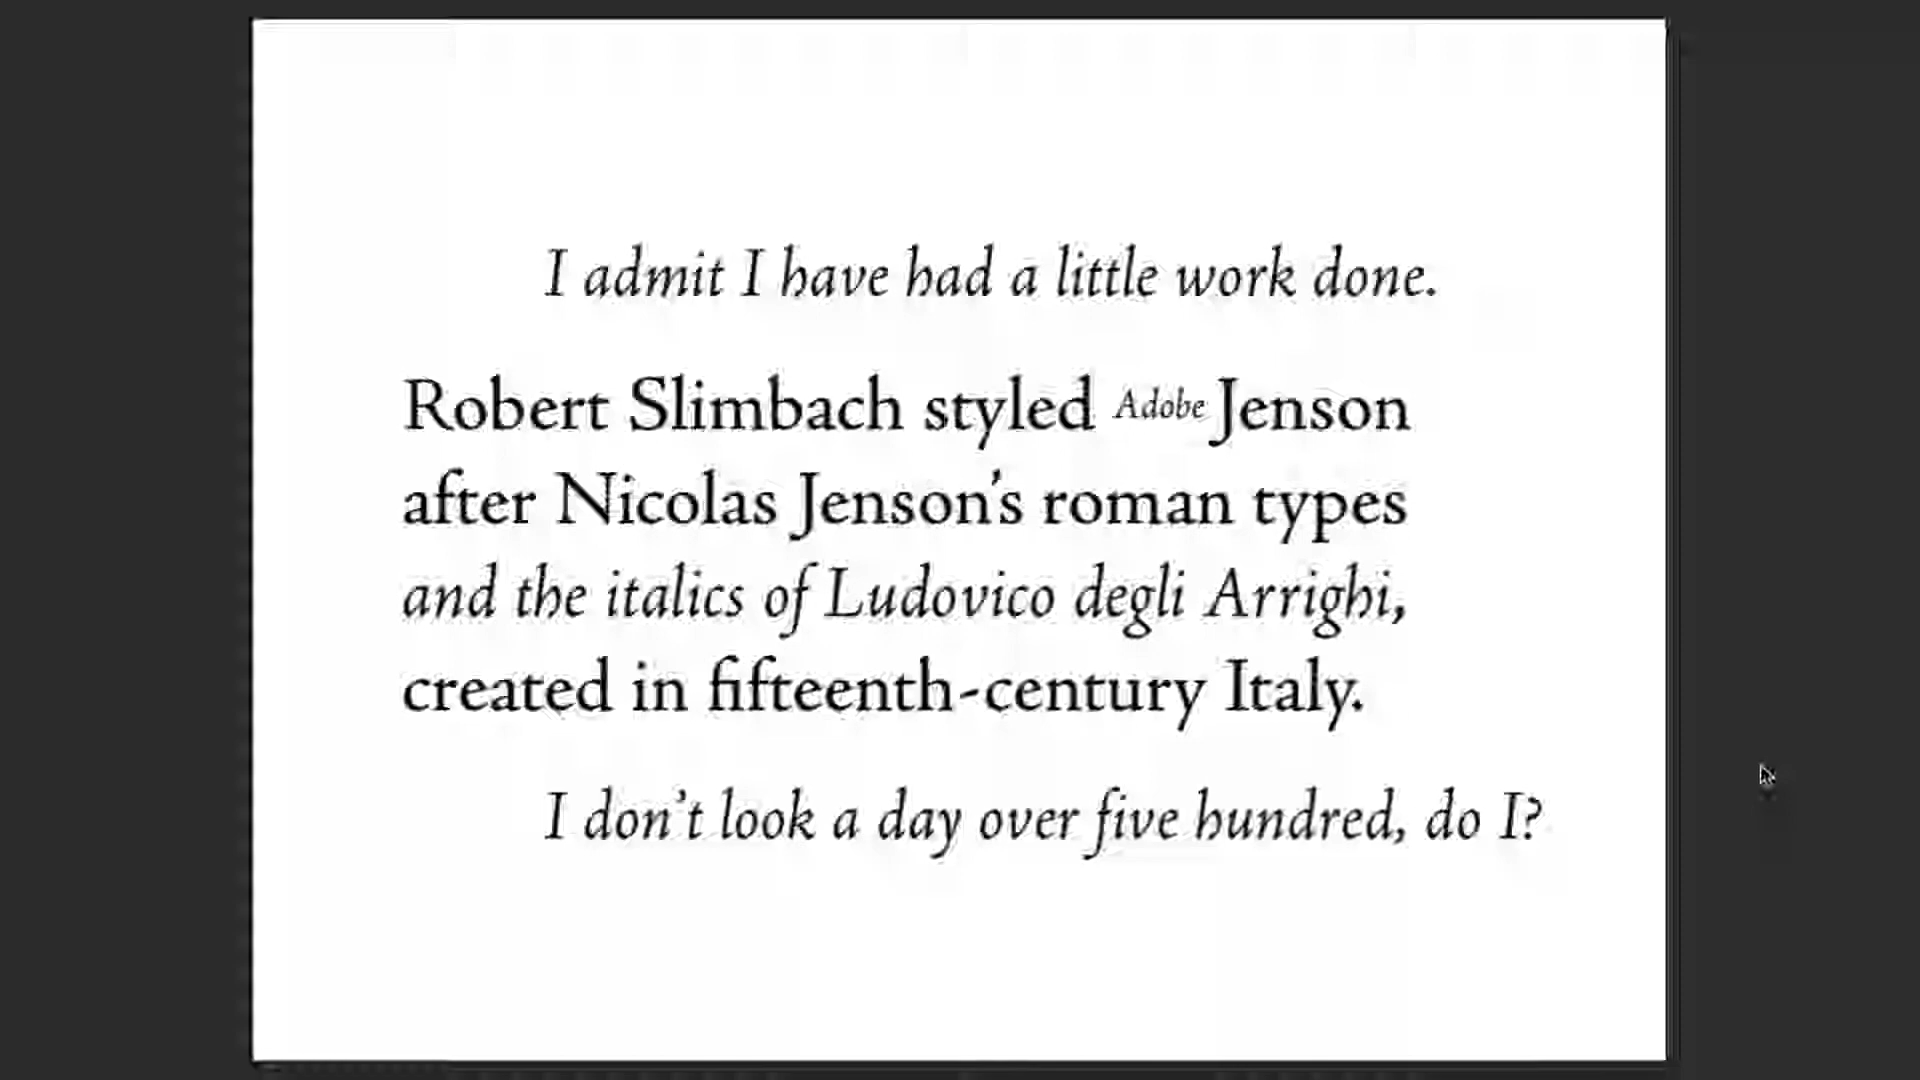 I admit I have had a little work done.
Robert Slimbach styled Adobe Jenson
after Nicolas Jenson's roman types
and the italics of Ludovico degli Arrighi,
created in fifteenth-century Italy.
I don't look a day over five hundred, do I?